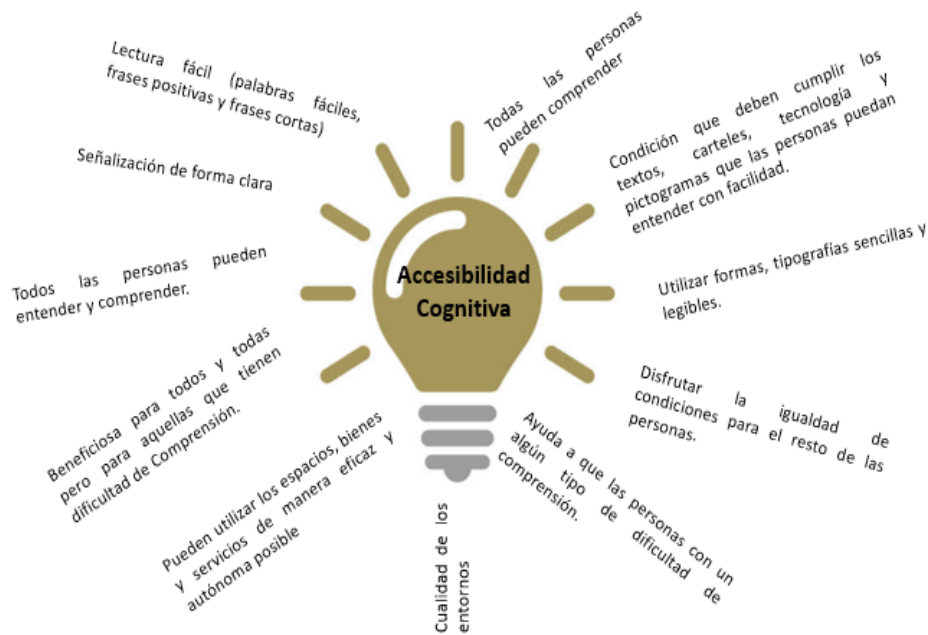 Accesibilidad
Cognitiva
Todas las personas
pueden comprender
Condición que deben cumplir los
textos, carteles, tecnología y
pictogramas que las personas puedan
entender con facilidad.
Utilizar formas, tipografías sencillas y
legibles.
Disfrutar la igualdad de
condiciones para el resto de las
personas.
Ayuda a que las personas con un
algún tipo de dificultad de
comprensión.
Cualidad de los
entornos
Pueden utilizar los espacios, bienes
y servicios de manera eficaz y
autónoma posible
Beneficiosa para todos y todas
pero para aquellas que tienen
dificultad de Comprensión.
Todos las personas pueden
entender y comprender.
Señalización de forma clara
Lectura fácil (palabras fáciles,
frases positivas y frases cortas)